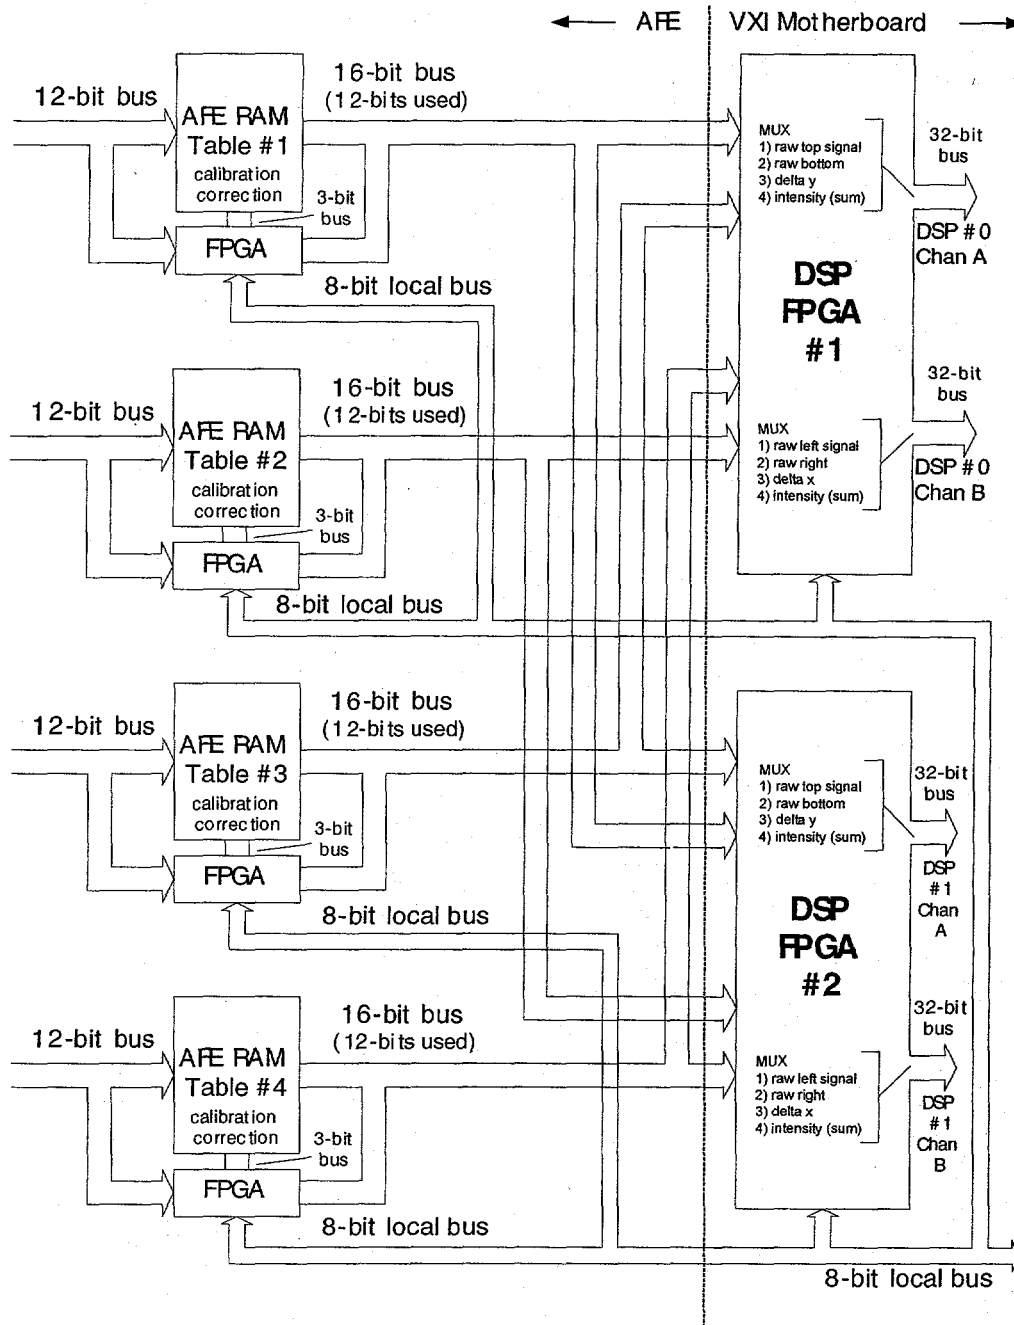 AFE
VXI Motherboard
12-bit bus
AFE RAM
Table #1
calibration
correction
16-bit bus
(12-bits used)
3-bit
bus
FPGA
8-bit local bus
MUX
1) raw top signal
2) raw bottom
3) delta y
4) intensity (sum)
32-bit
bus
DSP #0
Chan A
DSP
FPGA
#1
12-bit bus
AFE RAM
Table #2
calibration
correction
16-bit bus
(12-bits used)
3-bit
bus
FPGA
8-bit local bus
MUX
1) raw left signal
2) raw right
3) delta x
4) intensity (sum)
32-bit
bus
DSP #0
Chan B
12-bit bus
AFE RAM
Table #3
calibration
correction
16-bit bus
(12-bits used)
3-bit
bus
FPGA
8-bit local bus
MUX
1) raw top signal
2) raw bottom
3) delta y
4) intensity (sum)
32-bit
bus
DSP
#1
Chan
A
DSP
FPGA
#2
12-bit bus
AFE RAM
Table #4
calibration
correction
16-bit bus
(12-bits used)
3-bit
bus
FPGA
8-bit local bus
MUX
1) raw left signal
2) raw right
3) delta x
4) intensity (sum)
32-bit
bus
DSP
#1
Chan
B
8-bit local bus